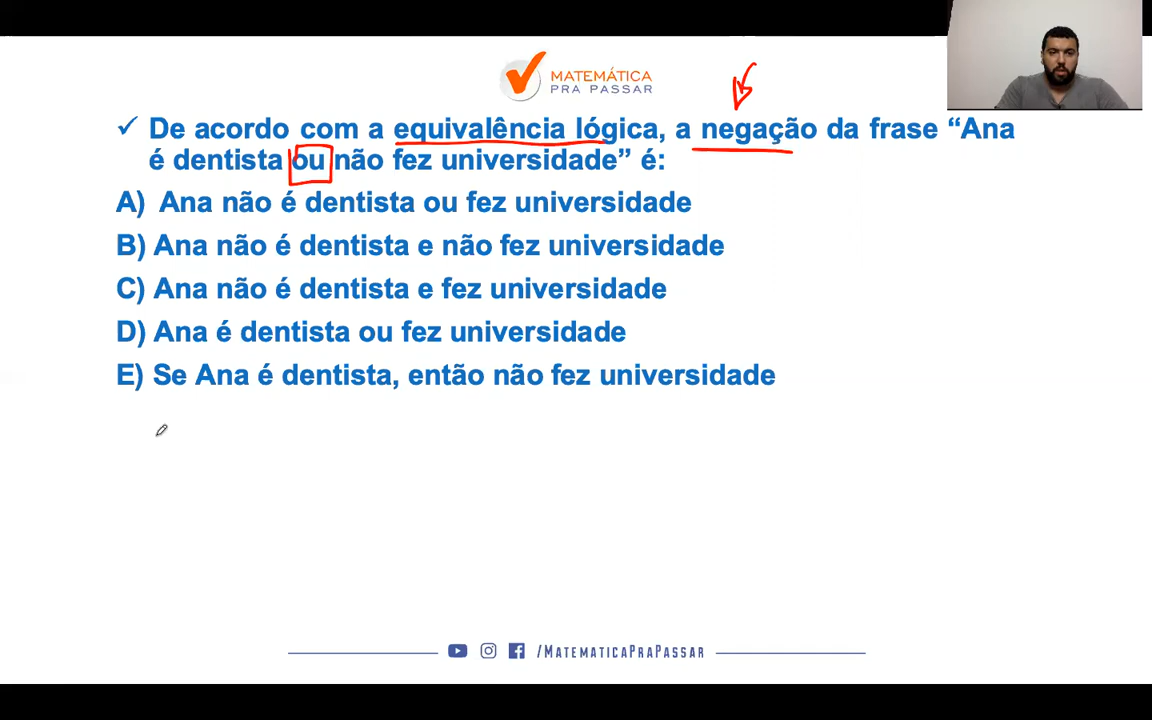 MATEMÁTICA
PRA PASSAR
✓ De acordo com a equivalência lógica, a negação da frase “Ana
é dentista ou não fez universidade” é:
A) Ana não é dentista ou fez universidade
B) Ana não é dentista e não fez universidade
C) Ana não é dentista e fez universidade
D) Ana é dentista ou fez universidade
E) Se Ana é dentista, então não fez universidade
/MATEMATICAPRAPASSAR